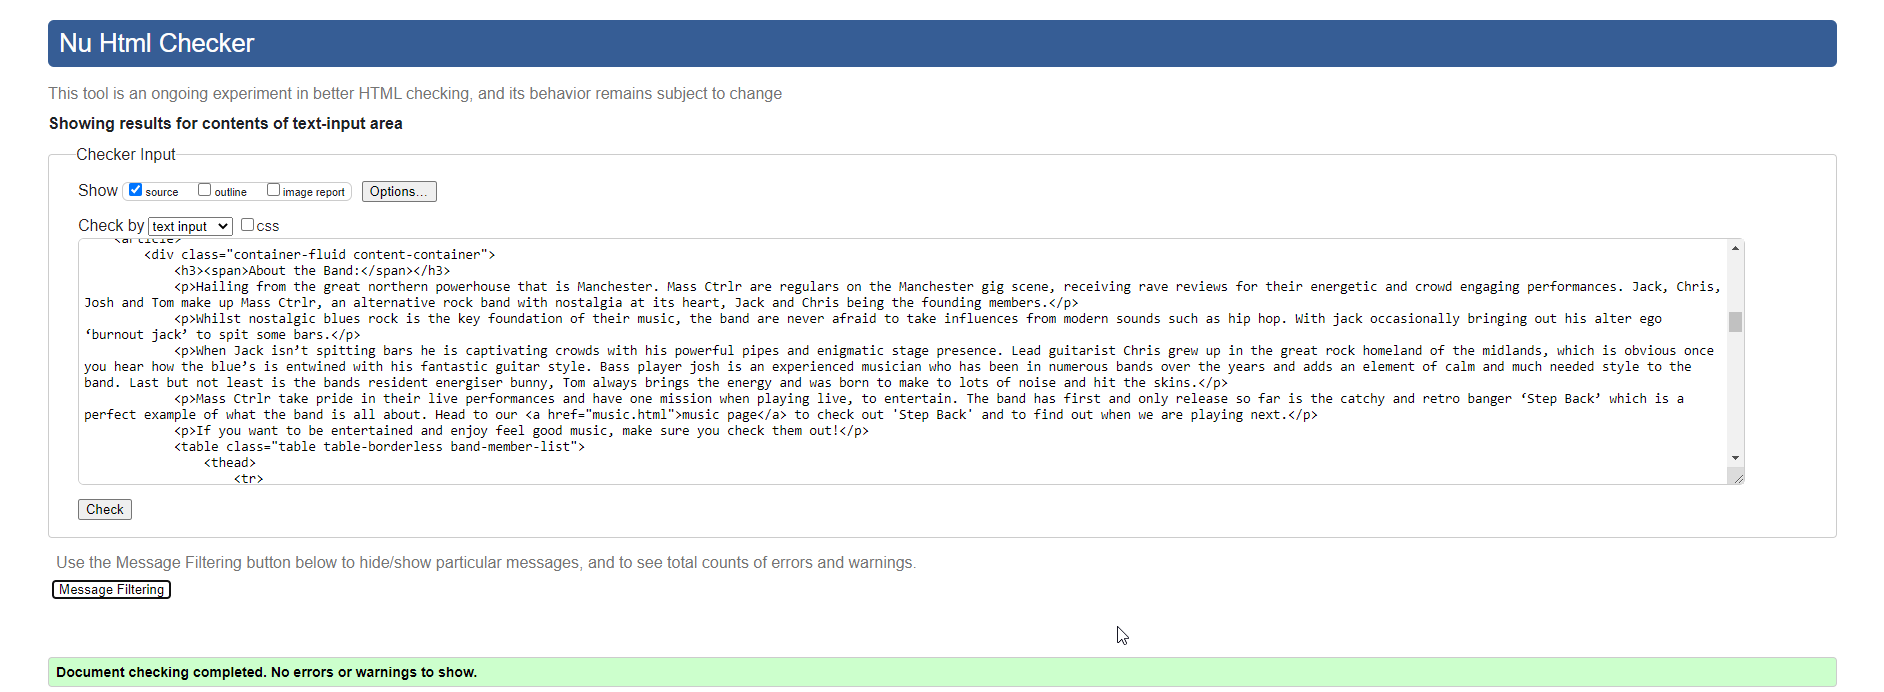 Nu Html Checker
This tool is an ongoing experiment in better HTML checking, and its behavior remains subject to change
Showing results for contents of text-input area
Checker Input
Show source outline image report Options...
Check by text input css
<article>
<div class="container-fluid content-container">
<h3><span>About the Band:</span></h3>
<p>Hailing from the great northern powerhouse that is Manchester. Mass Ctrlr are regulars on the Manchester gig scene, receiving rave reviews for their energetic and crowd engaging performances. Jack, Chris,
Josh and Tom make up Mass Ctrlr, an alternative rock band with nostalgia at its heart, Jack and Chris being the founding members.</p>
<p>Whilst nostalgic blues rock is the key foundation of their music, the band are never afraid to take influences from modern sounds such as hip hop. With jack occasionally bringing out his alter ego
‘burnout jack’ to spit some bars.</p>
<p>When Jack isn’t spitting bars he is captivating crowds with his powerful pipes and enigmatic stage presence. Lead guitarist Chris grew up in the great rock homeland of the midlands, which is obvious once
you hear how the blue’s is entwined with his fantastic guitar style. Bass player josh is an experienced musician who has been in numerous bands over the years and adds an element of calm and much needed style to the
band. Last but not least is the bands resident energiser bunny, Tom always brings the energy and was born to make to lots of noise and hit the skins.</p>
<p>Mass Ctrlr take pride in their live performances and have one mission when playing live, to entertain. The band has first and only release so far is the catchy and retro banger ‘Step Back’ which is a
perfect example of what the band is all about. Head to our <a href="music.html">music page</a> to check out 'Step Back' and to find out when we are playing next.</p>
<p>If you want to be entertained and enjoy feel good music, make sure you check them out!</p>
<table class="table table-borderless band-member-list">
<thead>
<tr>
Check
Use the Message Filtering button below to hide/show particular messages, and to see total counts of errors and warnings.
Message Filtering
Document checking completed. No errors or warnings to show.